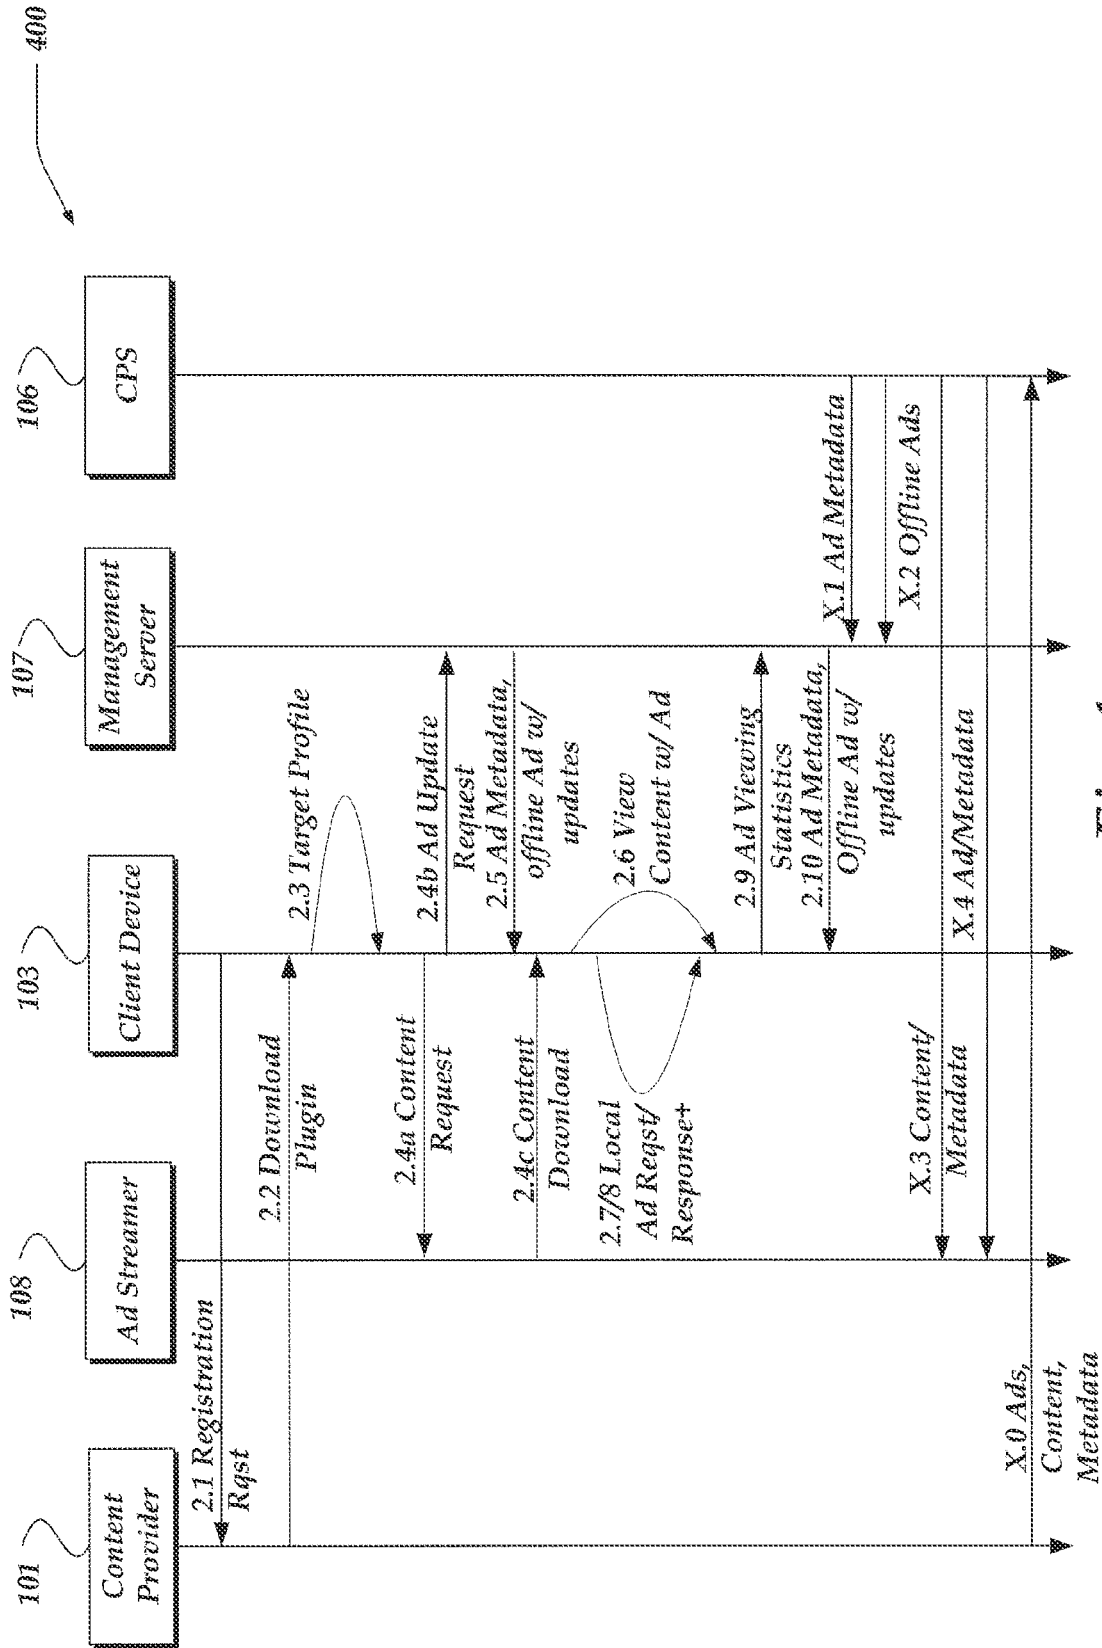 101
108
103
107
106
400
Content
Provider
Ad Streamer
Client Device
Management
Server
CPS
2.1 Registration
Rqst
2.2 Download
Plugin
2.3 Target Profile
2.4a Content
Request
2.4b Ad Update
Request
2.5 Ad Metadata,
offline Ad w/
updates
2.4c Content
Download
2.6 View
Content w/ Ad
2.7/8 Local
Ad Reqst/
Response+
2.9 Ad Viewing
Statistics
2.10 Ad Metadata,
Offline Ad w/
updates
X.1 Ad Metadata
X.2 Offline Ads
X.3 Content/
Metadata
X.4 Ad/Metadata
X.0 Ads,
Content,
Metadata